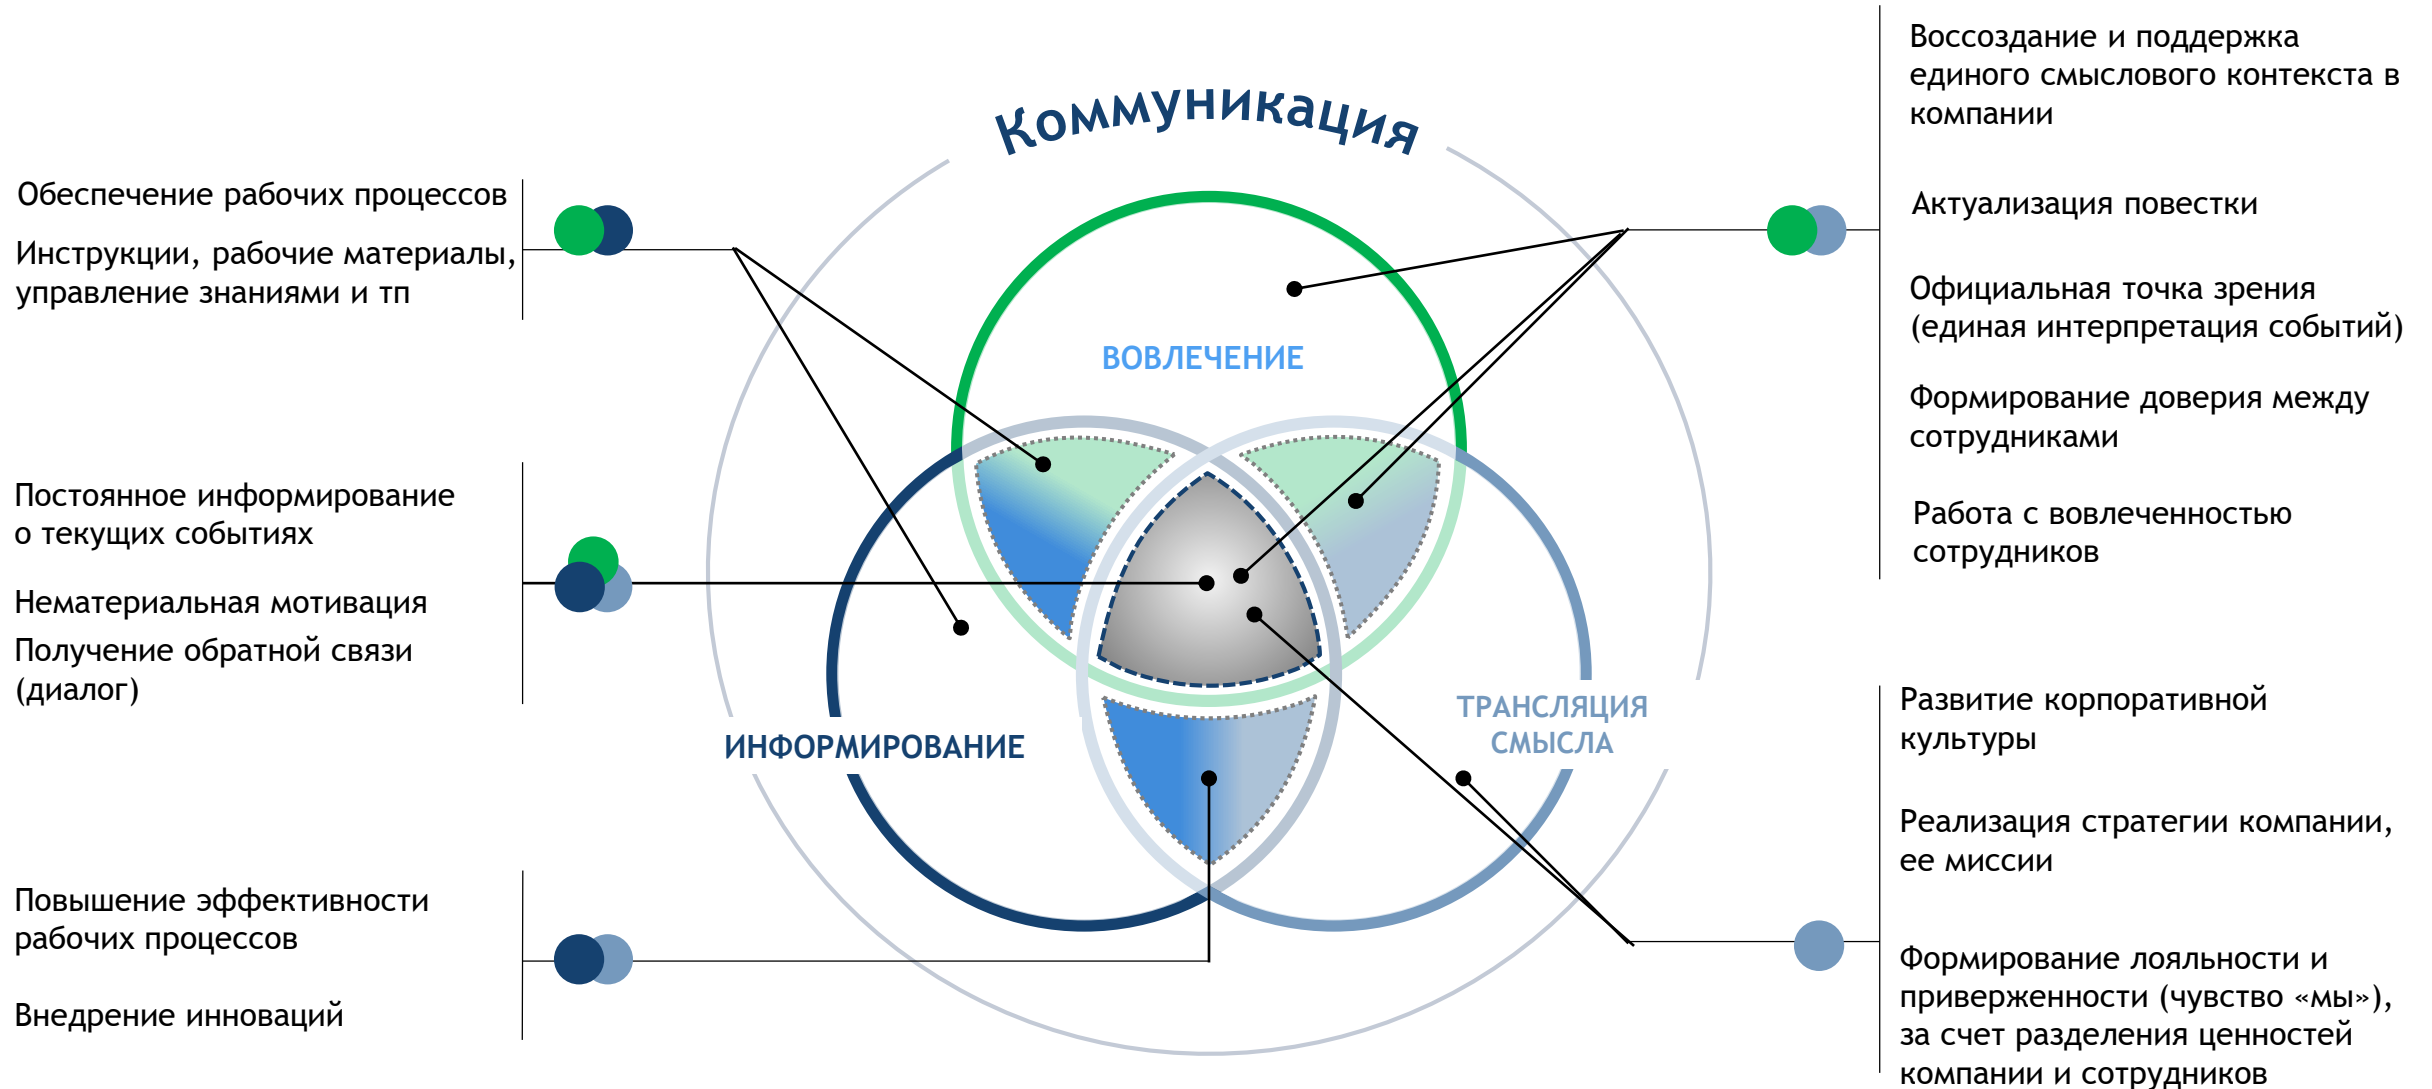 Коммуникация
Обеспечение рабочих процессов
Инструкции, рабочие материалы,
управление знаниями и тп
Постоянное информирование
о текущих событиях
Нематериальная мотивация
Получение обратной связи
(диалог)
Повышение эффективности
рабочих процессов
Внедрение инноваций
ВОВЛЕЧЕНИЕ
ИНФОРМИРОВАНИЕ
ТРАНСЛЯЦИЯ
СМЫСЛА
Воссоздание и поддержка
единого смыслового контекста в
компании
Актуализация повестки
Официальная точка зрения
(единая интерпретация событий)
Формирование доверия между
сотрудниками
Работа с вовлеченностью
сотрудников
Развитие корпоративной
культуры
Реализация стратегии компании,
ее миссии
Формирование лояльности и
приверженности (чувство «мы»),
за счет разделения ценностей
компании и сотрудников